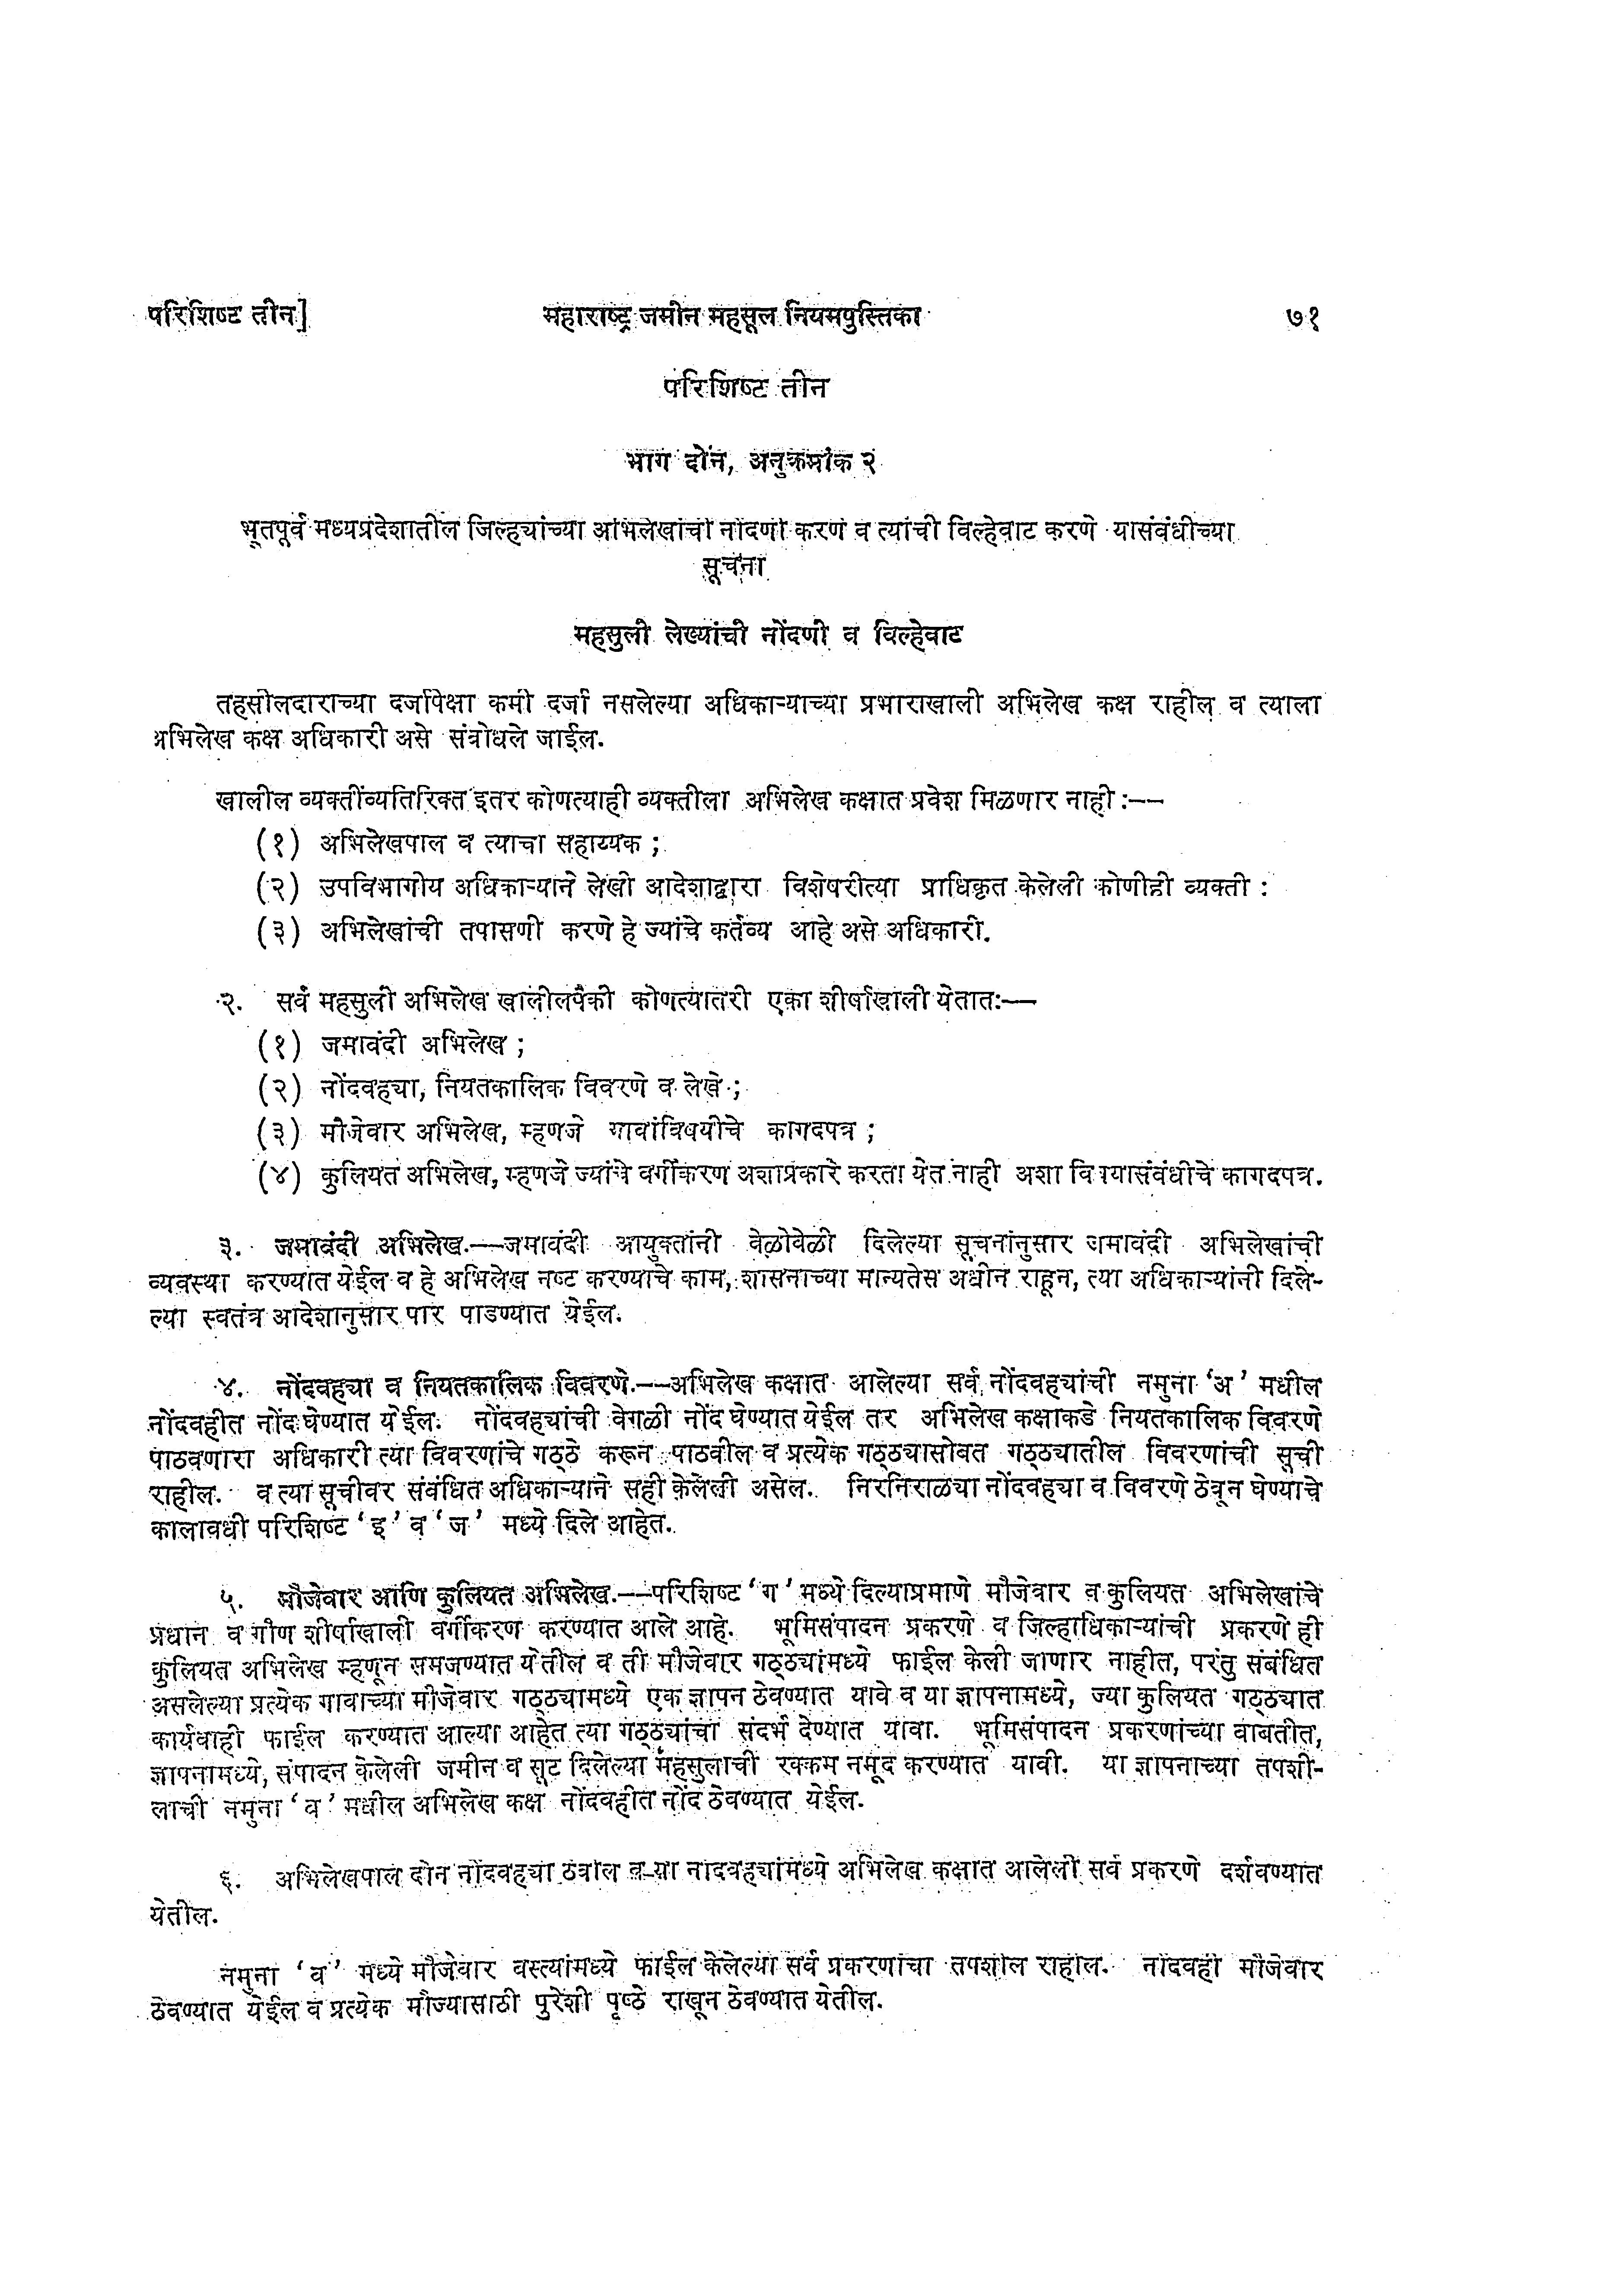 परिशिष्ट तीन]
महाराष्ट्र जमीन महसूल नियमपुस्तिका
७१
परिशिष्ट तीन
भाग दोन, अनुक्रमांक २
भूतपूर्व मध्यप्रदेशातील जिल्ह्यांच्या अभिलेखांची नोंदणी करणे व त्यांची विल्हेवाट करणे यासंबंधीच्या
सूचना
महसुली लेख्यांची नोंदणी व विल्हेवाट
तहसीलदाराच्या दर्जापेक्षा कमी दर्जा नसलेल्या अधिकाऱ्याच्या प्रभाराखाली अभिलेख कक्ष राहील व त्याला
अभिलेख कक्ष अधिकारी असे संबोधले जाईल.
खालील व्यक्तींव्यतिरिक्त इतर कोणत्याही व्यक्तीला अभिलेख कक्षात प्रवेश मिळणार नाही :--
(१) अभिलेखपाल व त्याचा सहाय्यक ;
(२) उपविभागीय अधिकाऱ्याने लेखी आदेशाद्वारा विशेषरीत्या प्राधिकृत केलेली कोणीही व्यक्ती :
(३) अभिलेखांची तपासणी करणे हे ज्यांचे कर्तव्य आहे असे अधिकारी.
२. सर्व महसुली अभिलेख खालीलपैकी कोणत्यातरी एका शीर्षाखाली येतात:--
(१) जमाबंदी अभिलेख ;
(२) नोंदवह्या, नियतकालिक विवरणे व लेखे ;
(३) मौजेवार अभिलेख, म्हणजे गावांविषयीचे कागदपत्र ;
(४) कुलियत अभिलेख, म्हणजे ज्यांचे वर्गीकरण अशाप्रकारे करता येत नाही अशा विषयासंबंधीचे कागदपत्र.
३. जमाबंदी अभिलेख.--जमाबंदी आयुक्तांनी वेळोवेळी दिलेल्या सूचनांनुसार जमाबंदी अभिलेखांची
व्यवस्था करण्यात येईल व हे अभिलेख नष्ट करण्याचे काम, शासनाच्या मान्यतेस अधीन राहून, त्या अधिकाऱ्यांनी दिले-
ल्या स्वतंत्र आदेशानुसार पार पाडण्यात येईल.
४. नोंदवह्या व नियतकालिक विवरणे.--अभिलेख कक्षात आलेल्या सर्व नोंदवह्यांची नमुना ‘अ’ मधील
नोंदवहीत नोंद घेण्यात येईल. नोंदवह्यांची वेगळी नोंद घेण्यात येईल तर अभिलेख कक्षाकडे नियतकालिक विवरणे
पाठवणारा अधिकारी त्या विवरणांचे गठ्ठे करून पाठवील व प्रत्येक गठ्ठ्यासोबत गठ्ठ्यातील विवरणांची सूची
राहील. व त्या सूचीवर संबंधित अधिकाऱ्याने सही केलेली असेल. निरनिराळ्या नोंदवह्या व विवरणे ठेवून घेण्याचे
कालावधी परिशिष्ट ‘इ’ व ‘ज’ मध्ये दिले आहेत.
५. मौजेवार आणि कुलियत अभिलेख.--परिशिष्ट ‘ग’ मध्ये दिल्याप्रमाणे मौजेवार व कुलियत अभिलेखांचे
प्रधान व गौण शीर्षाखाली वर्गीकरण करण्यात आले आहे. भूमिसंपादन प्रकरणे व जिल्हाधिकाऱ्यांची प्रकरणे ही
कुलियत अभिलेख म्हणून समजण्यात येतील व ती मौजेवार गठ्ठ्यांमध्ये फाईल केली जाणार नाहीत, परंतु संबंधित
असलेल्या प्रत्येक गावाच्या मौजेवार गठ्ठ्यामध्ये एक ज्ञापन ठेवण्यात यावे व या ज्ञापनामध्ये, ज्या कुलियत गठ्ठ्यात
कार्यवाही फाईल करण्यात आल्या आहेत त्या गठ्ठ्यांचा संदर्भ देण्यात यावा. भूमिसंपादन प्रकरणांच्या बाबतीत,
ज्ञापनामध्ये, संपादन केलेली जमीन व सूट दिलेल्या महसुलाची रक्कम नमूद करण्यात यावी. या ज्ञापनाच्या तपशी-
लाची नमुना ‘ब’ मधील अभिलेख कक्ष नोंदवहीत नोंद ठेवण्यात येईल.
६. अभिलेखपाल दोन नोंदवह्या ठेवील व या नोंदवह्यांमध्ये अभिलेख कक्षात आलेली सर्व प्रकरणे दर्शवण्यात
येतील.
नमुना ‘ब’ मध्ये मौजेवार बस्त्यांमध्ये फाईल केलेल्या सर्व प्रकरणांचा तपशील राहील. नोंदवही मौजेवार
ठेवण्यात येईल व प्रत्येक मौज्यासाठी पुरेशी पृष्ठे राखून ठेवण्यात येतील.